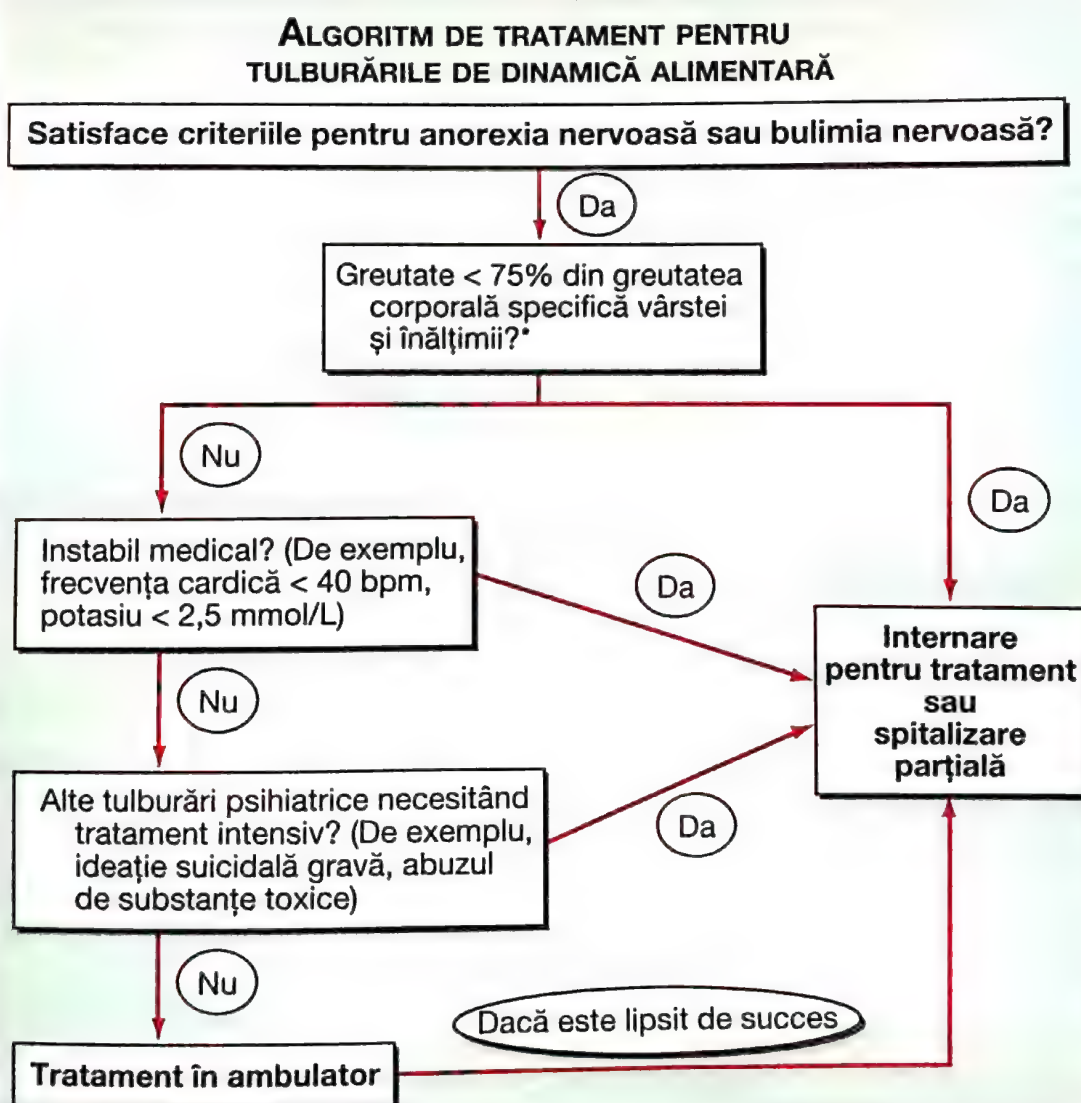 ALGORITM DE TRATAMENT PENTRU
TULBURĂRILE DE DINAMICĂ ALIMENTARĂ
Satisface criteriile pentru anorexia nervoasă sau bulimia nervoasă?
Da
Greutate < 75% din greutatea
corporală specifică vârstei
și înălțimii?*
Nu
Da
Instabil medical? (De exemplu,
frecvența cardică < 40 bpm,
potasiu < 2,5 mmol/L)
Da
Internare
pentru tratament
sau
spitalizare
parțială
Nu
Alte tulburări psihiatrice necesitând
tratament intensiv? (De exemplu,
ideație suicidală gravă, abuzul
de substanțe toxice)
Da
Nu
Dacă este lipsit de succes
Tratament în ambulator